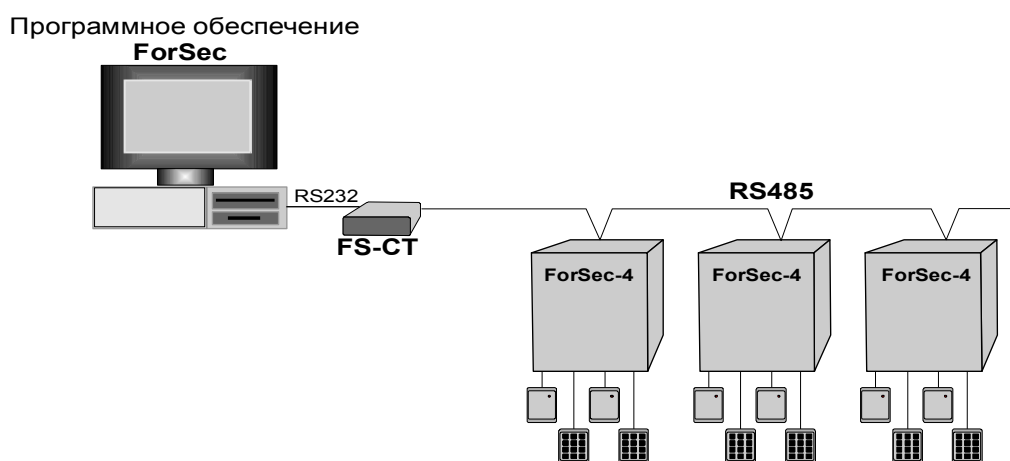 Программное обеспечение
ForSec
RS232
FS-CT
RS485
ForSec-4
ForSec-4
ForSec-4